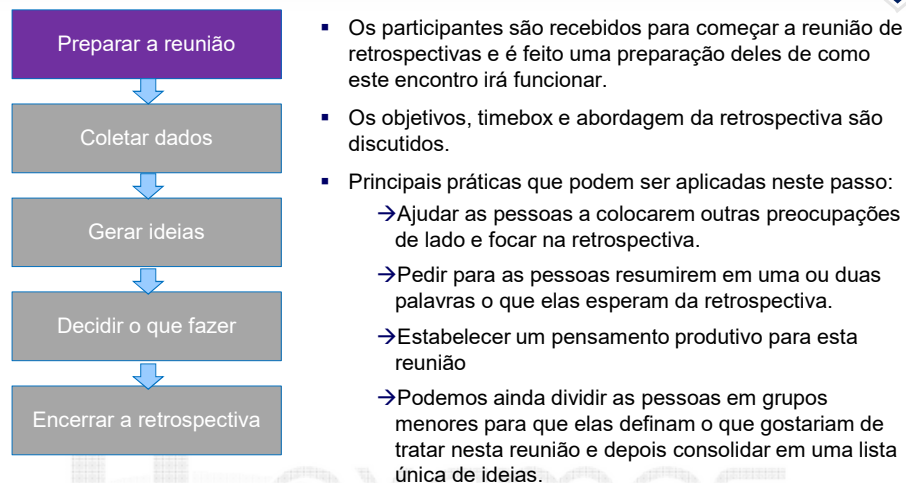 Preparar a reunião
Coletar dados
Gerar ideias
Decidir o que fazer
Encerrar a retrospectiva
▪ Os participantes são recebidos para começar a reunião de
retrospectivas e é feito uma preparação deles de como
este encontro irá funcionar.
▪ Os objetivos, timebox e abordagem da retrospectiva são
discutidos.
▪ Principais práticas que podem ser aplicadas neste passo:
→Ajudar as pessoas a colocarem outras preocupações
de lado e focar na retrospectiva.
→Pedir para as pessoas resumirem em uma ou duas
palavras o que elas esperam da retrospectiva.
→Estabelecer um pensamento produtivo para esta
reunião
→Podemos ainda dividir as pessoas em grupos
menores para que elas definam o que gostariam de
tratar nesta reunião e depois consolidar em uma lista
única de ideias.